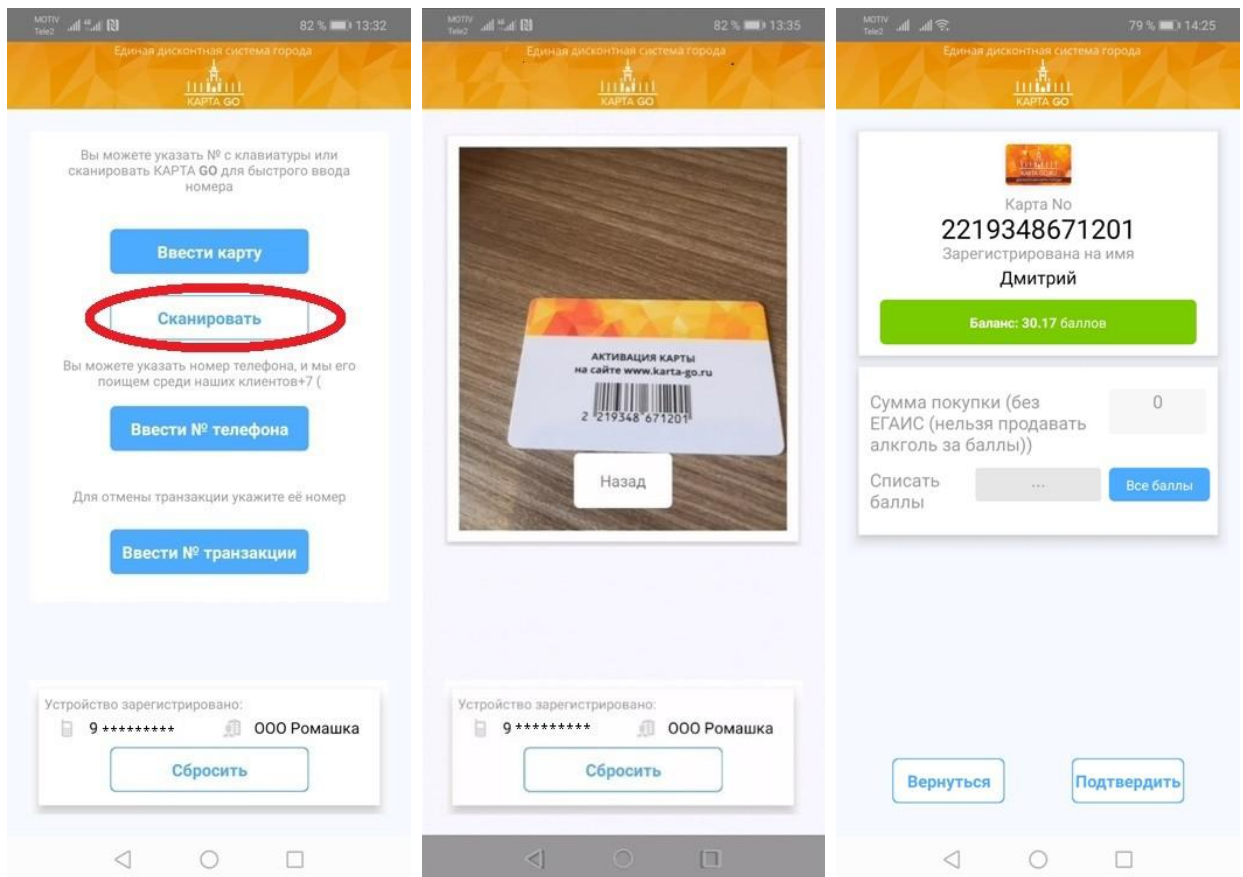 MOTIV
Tele2
82 % 13:32
Единая дисконтная система города
КАРТА GO
Вы можете указать № с клавиатуры или
сканировать КАРТА GO для быстрого ввода
номера
Ввести карту
Сканировать
Вы можете указать номер телефона, и мы его
поищем среди наших клиентов+7 (
Ввести № телефона
Для отмены транзакции укажите её номер
Ввести № транзакции
Устройство зарегистрировано:
9 ********* ООО Ромашка
Сбросить
MOTIV
Tele2
82 % 13:35
Единая дисконтная система города
КАРТА GO
АКТИВАЦИЯ КАРТЫ
на сайте www.karta-go.ru
2 219348 671201
Назад
Устройство зарегистрировано:
9 ********* ООО Ромашка
Сбросить
MOTIV
Tele2
79 % 14:25
Единая дисконтная система города
КАРТА GO
Карта No
2219348671201
Зарегистрирована на имя
Дмитрий
Баланс: 30.17 баллов
Сумма покупки (без
ЕГАИС (нельзя продавать
алкголь за баллы))
0
Списать
баллы
...
Все баллы
Вернуться
Подтвердить